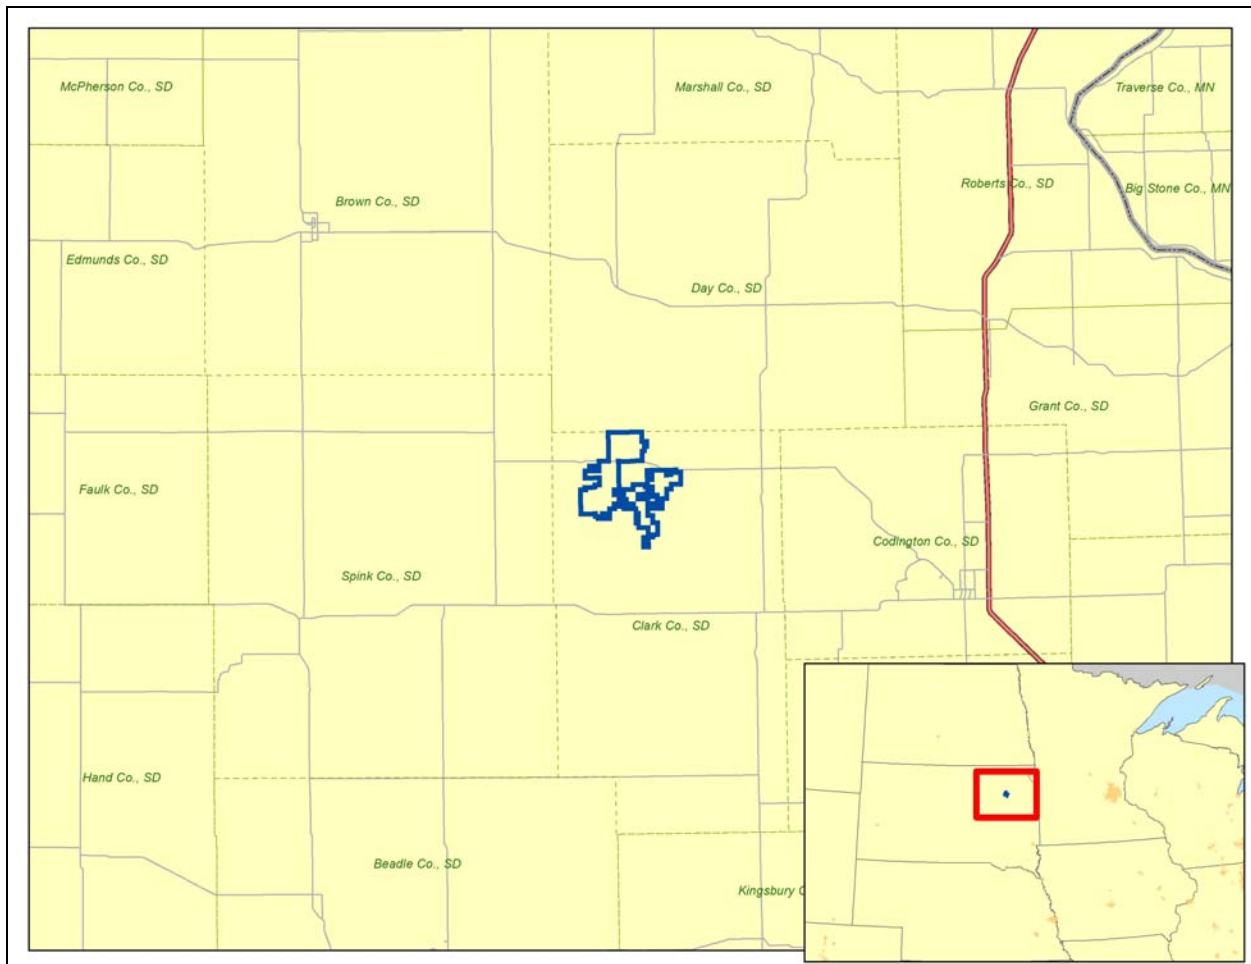 McPherson Co., SD
Marshall Co., SD
Traverse Co., MN
Roberts Co., SD
Big Stone Co., MN
Brown Co., SD
Edmunds Co., SD
Day Co., SD
Grant Co., SD
Faulk Co., SD
Codington Co., SD
Spink Co., SD
Clark Co., SD
Hand Co., SD
Beadle Co., SD
Kingsbury